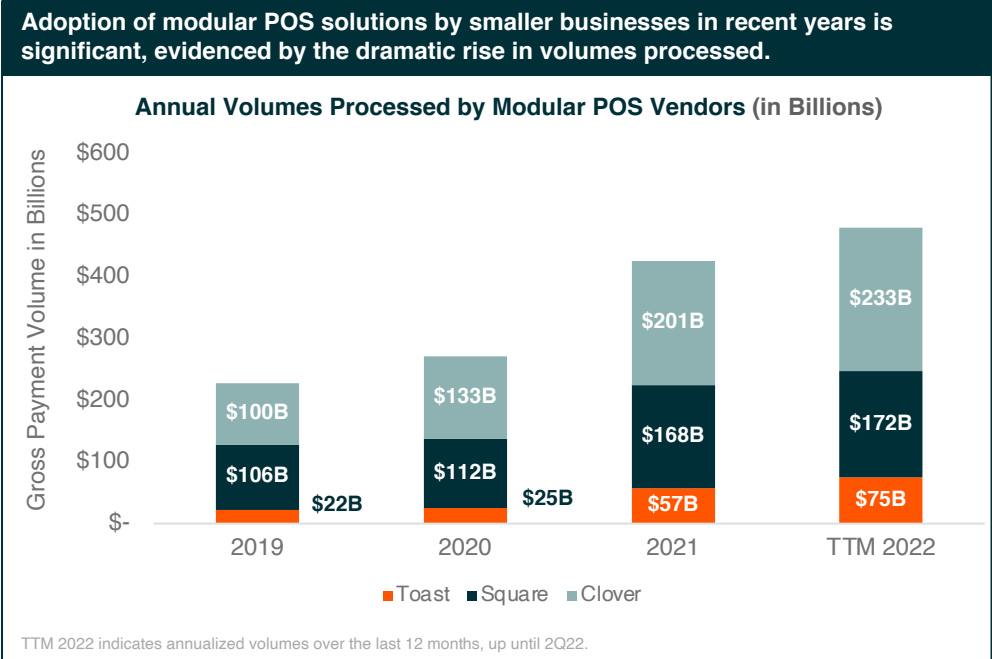 Adoption of modular POS solutions by smaller businesses in recent years is
significant, evidenced by the dramatic rise in volumes processed.
Annual Volumes Processed by Modular POS Vendors (in Billions)
Gross Payment Volume in Billions
$600
$500
$400
$300
$200
$100
$-
$100B
$106B
$22B
$133B
$112B
$25B
$201B
$168B
$57B
$233B
$172B
$75B
2019
2020
2021
TTM 2022
Toast
Square
Clover
TTM 2022 indicates annualized volumes over the last 12 months, up until 2Q22.